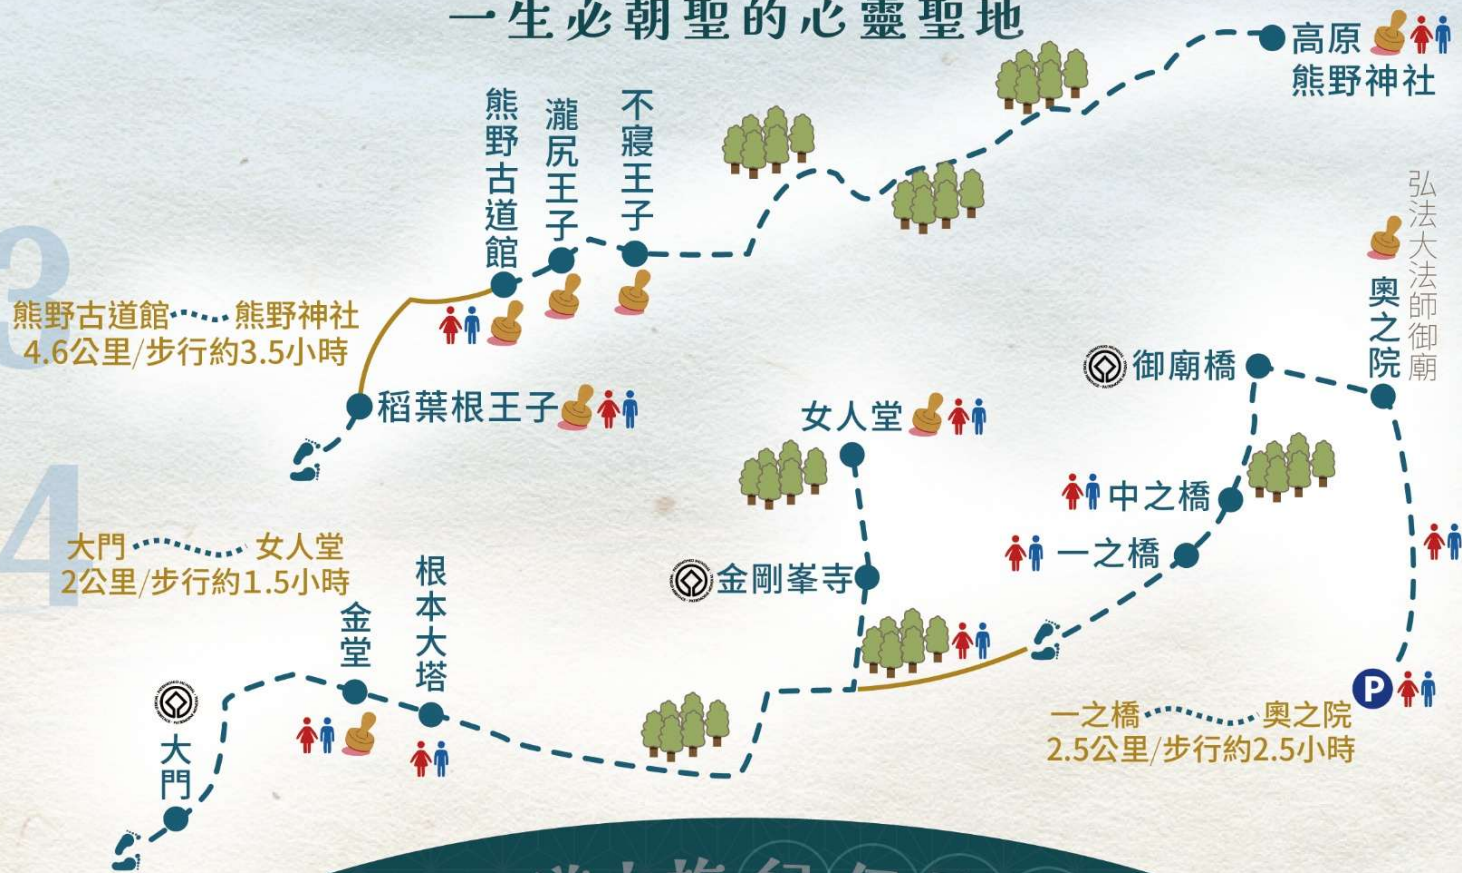 一生必朝聖的心靈聖地
高原
熊野神社
熊野古道館
瀧尻王子
不寢王子
3
熊野古道館
熊野神社
4.6公里/步行約3.5小時
稻葉根王子
弘法大法師御廟
奧之院
御廟橋
女人堂
中之橋
一之橋
金剛峯寺
4
大門
女人堂
2公里/步行約1.5小時
根本大塔
金堂
大門
P
一之橋
奧之院
2.5公里/步行約2.5小時